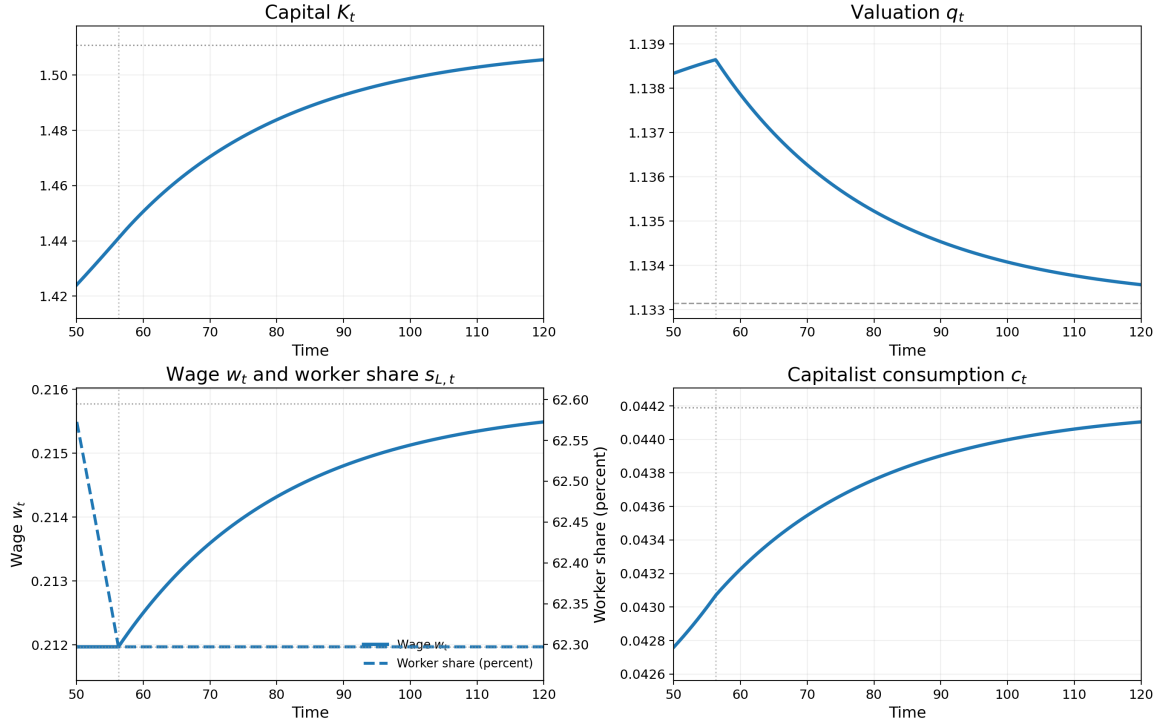 Capital $K_t$
1.50
1.48
1.46
1.44
1.42
50 60 70 80 90 100 110 120
Time
Valuation $q_t$
1.139
1.138
1.137
1.136
1.135
1.134
1.133
50 60 70 80 90 100 110 120
Time
Wage $w_t$ and worker share $s_{L,t}$
Wage $w_t$
0.216
0.215
0.214
0.213
0.212
62.60
62.55
62.50
62.45
62.40
62.35
62.30
Worker share (percent)
Wage $w_t$
Worker share (percent)
50 60 70 80 90 100 110 120
Time
Capitalist consumption $c_t$
0.0442
0.0440
0.0438
0.0436
0.0434
0.0432
0.0430
0.0428
0.0426
50 60 70 80 90 100 110 120
Time